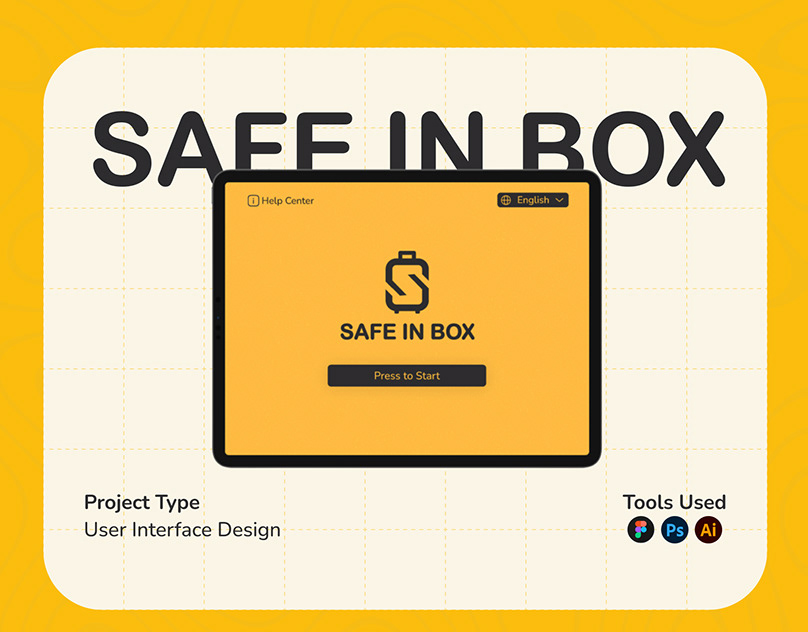 SAFE IN BOX
Help Center
English
SAFE IN BOX
Press to Start
Project Type
User Interface Design
Tools Used
Ps
Ai